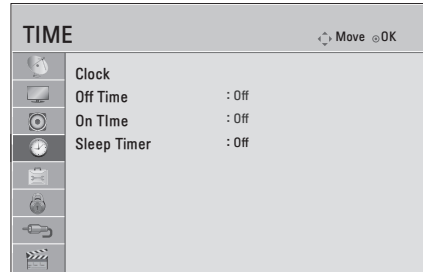 TIME
Move OK
Clock
Off Time : Off
On TIme : Off
Sleep Timer : Off